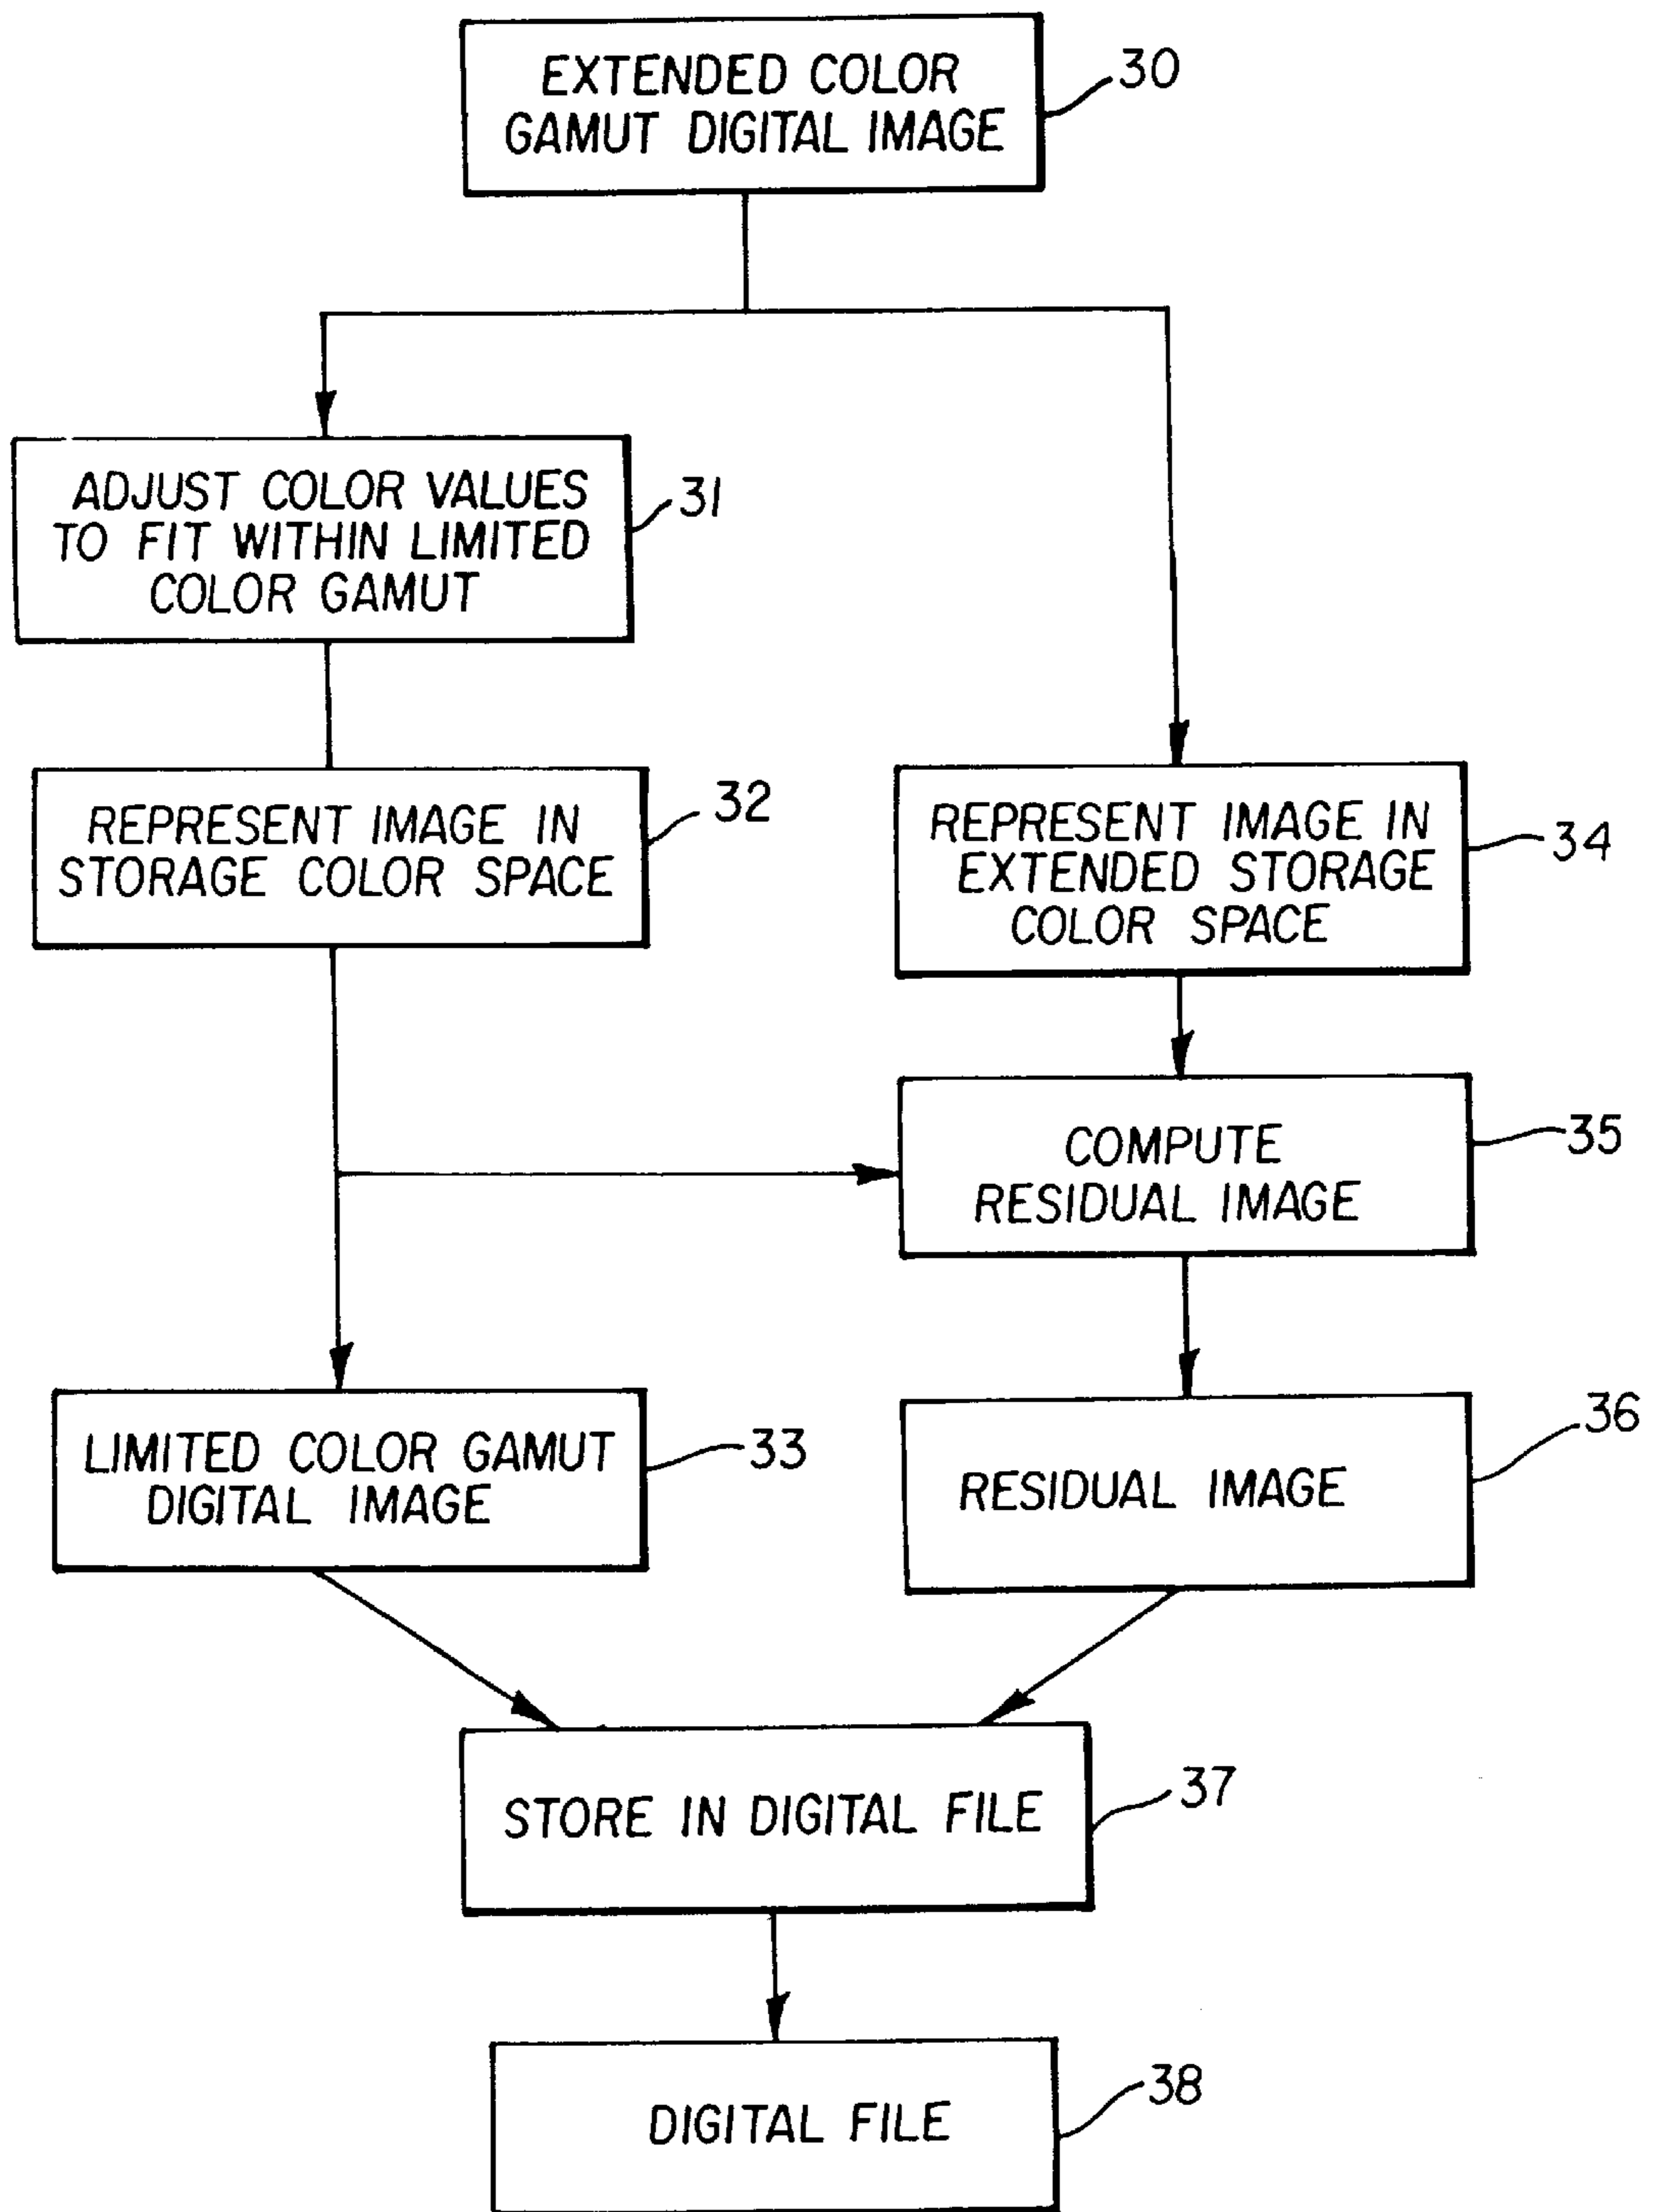 EXTENDED COLOR
GAMUT DIGITAL IMAGE
30
ADJUST COLOR VALUES
TO FIT WITHIN LIMITED
COLOR GAMUT
31
REPRESENT IMAGE IN
STORAGE COLOR SPACE
32
REPRESENT IMAGE IN
EXTENDED STORAGE
COLOR SPACE
34
COMPUTE
RESIDUAL IMAGE
35
LIMITED COLOR GAMUT
DIGITAL IMAGE
33
RESIDUAL IMAGE
36
STORE IN DIGITAL FILE
37
DIGITAL FILE
38